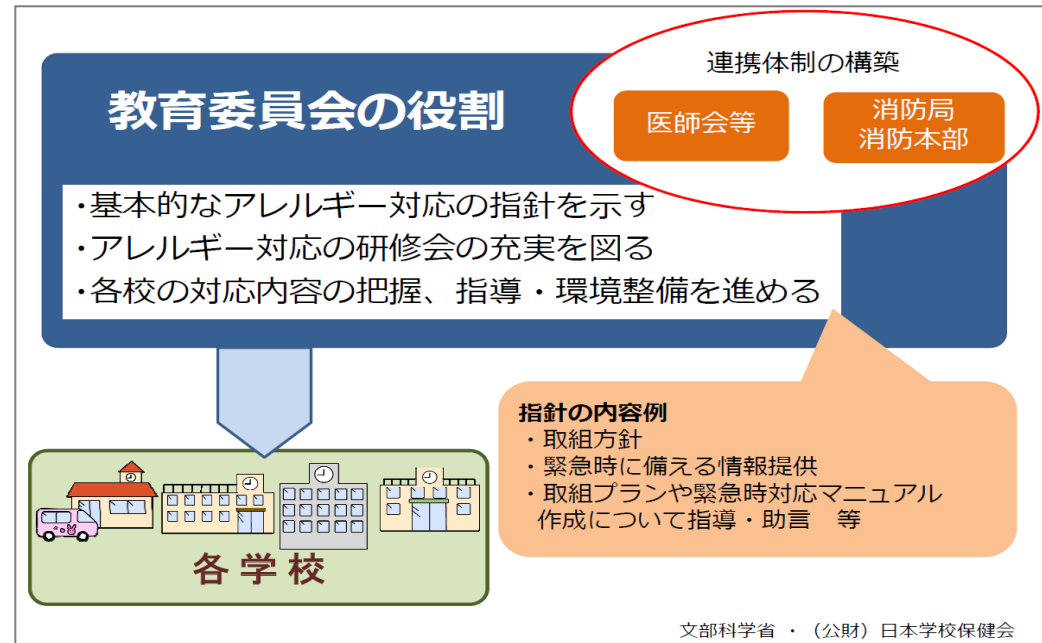 連携体制の構築
教育委員会の役割
医師会等
消防局
消防本部
・基本的なアレルギー対応の指針を示す
・アレルギー対応の研修会の充実を図る
・各校の対応内容の把握、指導・環境整備を進める
指針の内容例
・取組方針
・緊急時に備える情報提供
・取組プランや緊急時対応マニュアル
作成について指導・助言　等
各学校
文部科学省 ・（公財）日本学校保健会